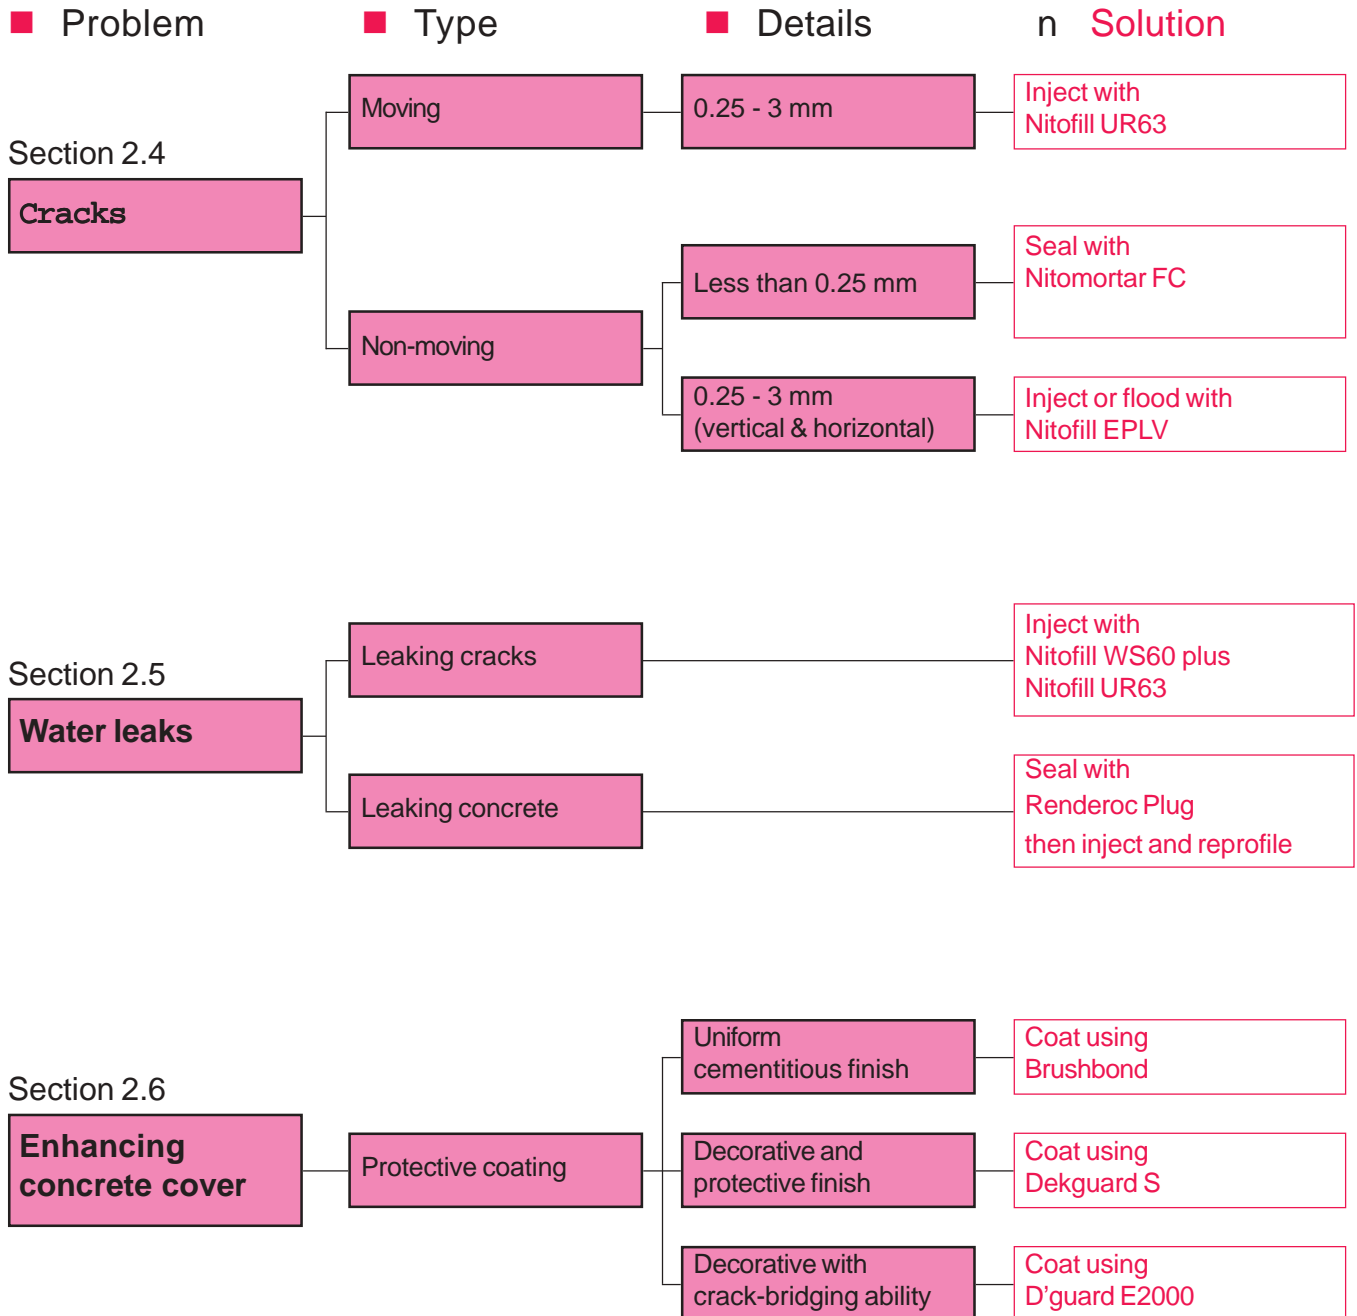 Problem
Type
Details
n Solution
Section 2.4
Cracks
Moving
0.25 - 3 mm
Inject with
Nitofill UR63
Non-moving
Less than 0.25 mm
Seal with
Nitomortar FC
0.25 - 3 mm
(vertical & horizontal)
Inject or flood with
Nitofill EPLV
Section 2.5
Water leaks
Leaking cracks
Inject with
Nitofill WS60 plus
Nitofill UR63
Leaking concrete
Seal with
Renderoc Plug
then inject and reprofile
Section 2.6
Enhancing
concrete cover
Protective coating
Uniform
cementitious finish
Coat using
Brushbond
Decorative and
protective finish
Coat using
Dekguard S
Decorative with
crack-bridging ability
Coat using
D'guard E2000